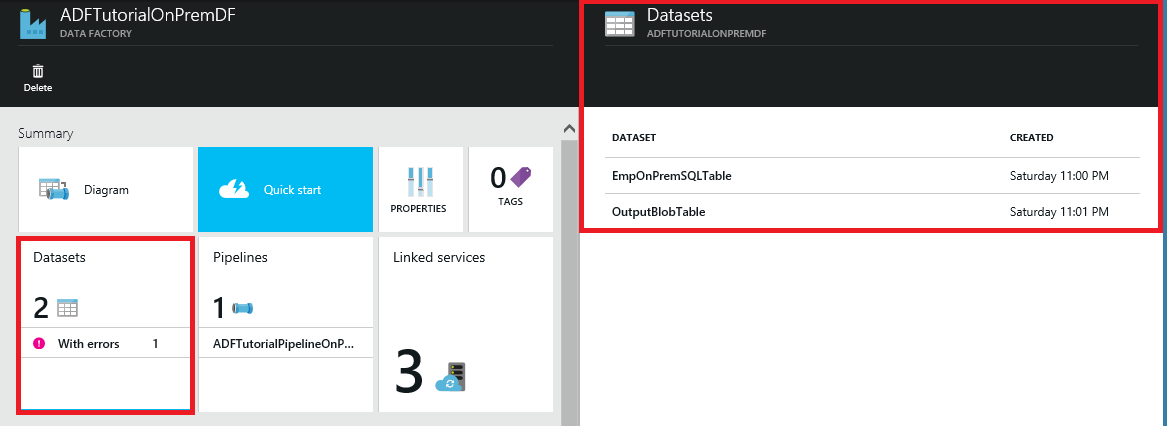 ADFTutorialOnPremDF
DATA FACTORY
Delete
Summary
Diagram
Quick start
PROPERTIES
0
TAGS
Datasets
2
With errors 1
Pipelines
1
ADFTutorialPipelineOnP...
Linked services
3
Datasets
ADFTUTORIALONPREMDF
DATASET CREATED
EmpOnPremSQLTable Saturday 11:00 PM
OutputBlobTable Saturday 11:01 PM